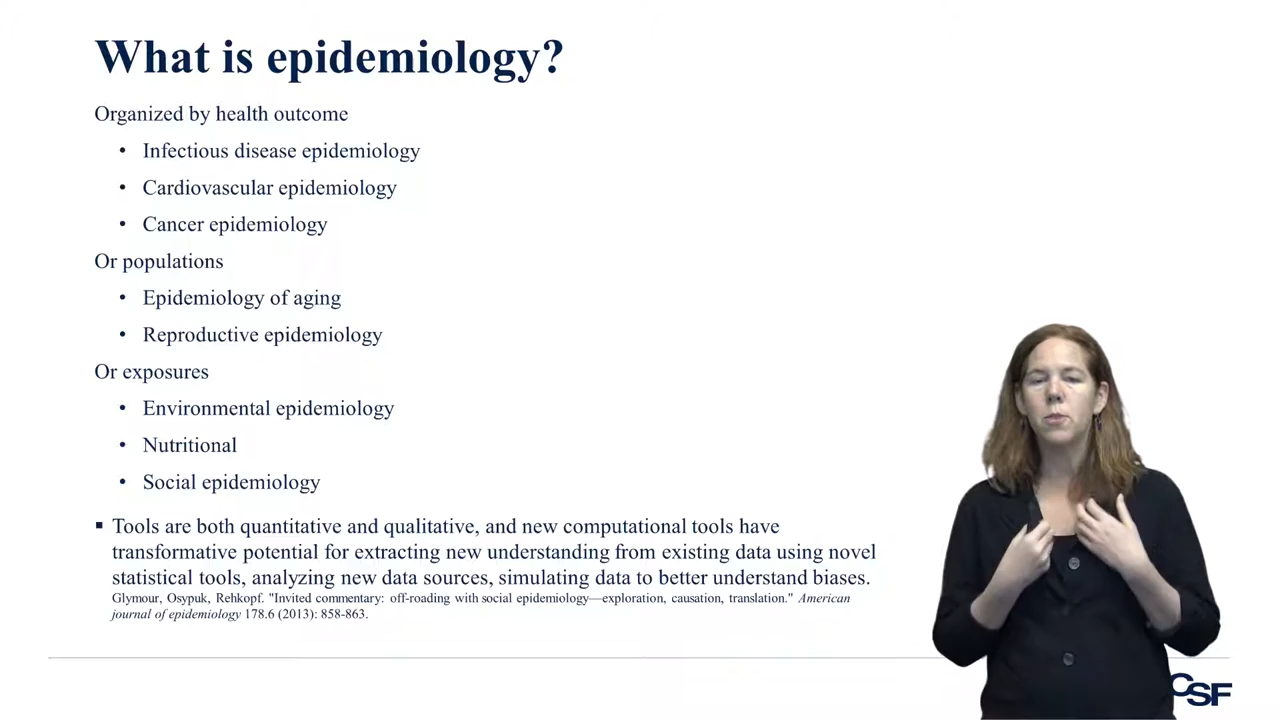 What is epidemiology?
Organized by health outcome
• Infectious disease epidemiology
• Cardiovascular epidemiology
• Cancer epidemiology
Or populations
• Epidemiology of aging
• Reproductive epidemiology
Or exposures
• Environmental epidemiology
• Nutritional
• Social epidemiology
▪ Tools are both quantitative and qualitative, and new computational tools have
transformative potential for extracting new understanding from existing data using novel
statistical tools, analyzing new data sources, simulating data to better understand biases.
Glymour, Osypuk, Rehkopf. "Invited commentary: off-roading with social epidemiology—exploration, causation, translation." American
journal of epidemiology 178.6 (2013): 858-863.
CSF